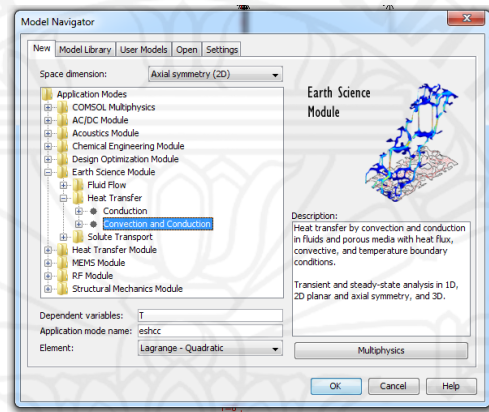 Model Navigator
New Model Library User Models Open Settings
Space dimension: Axial symmetry (2D)
Application Modes
COMSOL Multiphysics
AC/DC Module
Acoustics Module
Chemical Engineering Module
Design Optimization Module
Earth Science Module
Fluid Flow
Heat Transfer
Conduction
Convection and Conduction
Solute Transport
Heat Transfer Module
MEMS Module
RF Module
Structural Mechanics Module
Dependent variables: T
Application mode name: eshcc
Element: Lagrange - Quadratic
Earth Science
Module
Description:
Heat transfer by convection and conduction
in fluids and porous media with heat flux,
convective, and temperature boundary
conditions.
Transient and steady-state analysis in 1D,
2D planar and axial symmetry, and 3D.
Multiphysics
OK Cancel Help